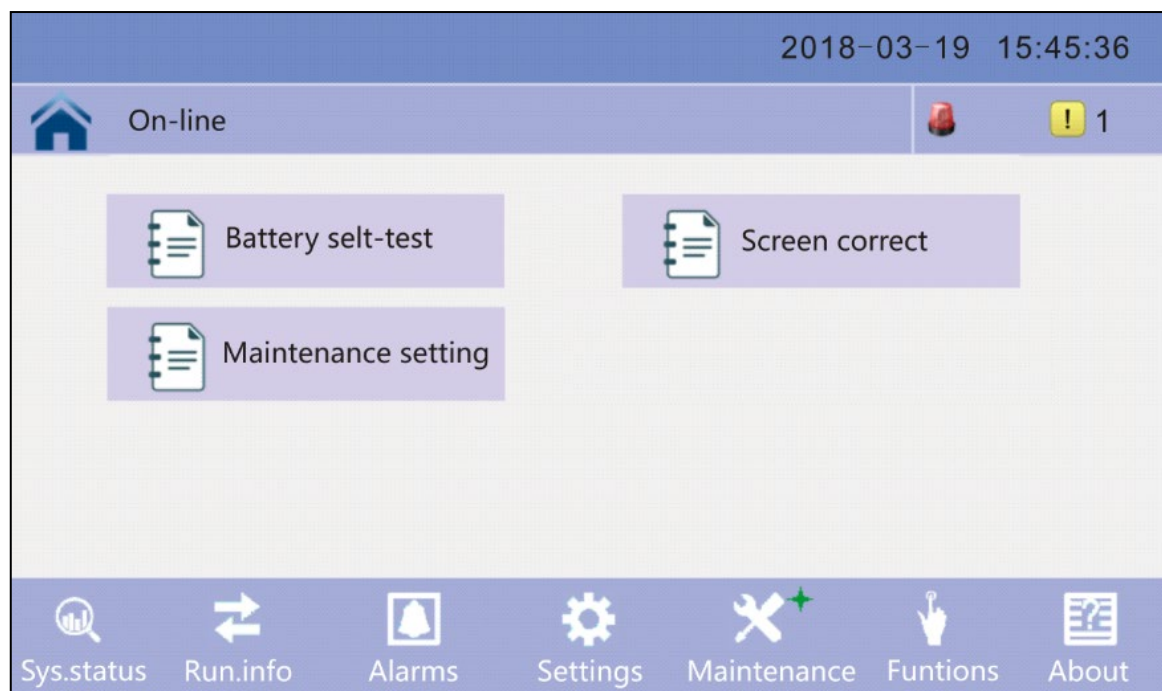 2018-03-19 15:45:36
On-line
! 1
Battery selt-test
Screen correct
Maintenance setting
Sys.status Run.info Alarms Settings Maintenance Funtions About